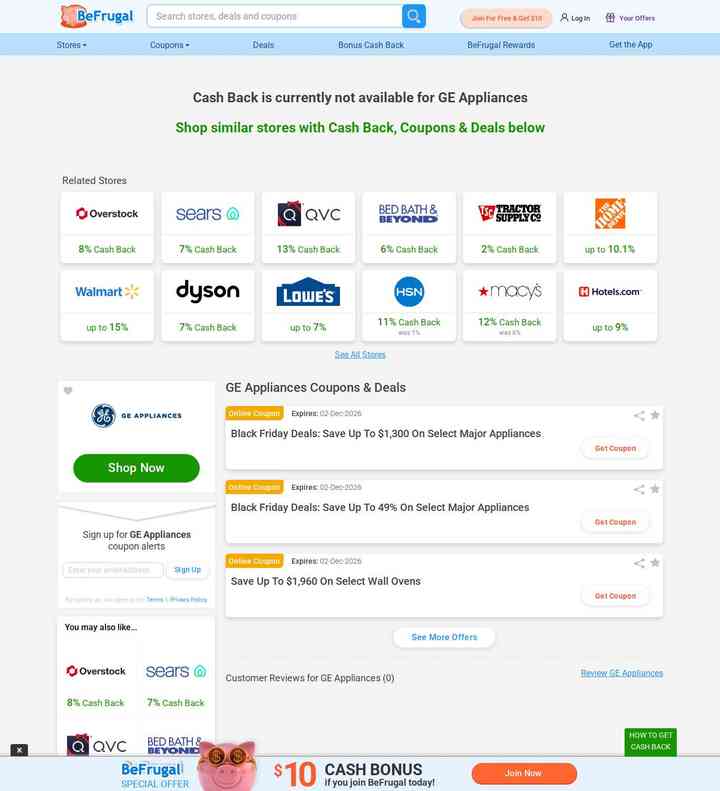 BeFrugal
Search stores, deals and coupons
Join For Free & Get $10
Log In
Your Offers
Stores
Coupons
Deals
Bonus Cash Back
BeFrugal Rewards
Get the App
Cash Back is currently not available for GE Appliances
Shop similar stores with Cash Back, Coupons & Deals below
Related Stores
Overstock
sears
QVC
BED BATH &
BEYOND
TSC TRACTOR
SUPPLY CO
THE HOME DEPOT
8% Cash Back
7% Cash Back
13% Cash Back
6% Cash Back
2% Cash Back
up to 10.1%
Walmart
dyson
LOWE'S
HSN
macy's
H Hotels.com
up to 15%
7% Cash Back
up to 7%
11% Cash Back
was 1%
12% Cash Back
was 6%
up to 9%
See All Stores
GE APPLIANCES
Shop Now
Sign up for GE Appliances
coupon alerts
Enter your email address
Sign Up
By signing up, you agree to the Terms & Privacy Policy
You may also like...
Overstock
sears
8% Cash Back
7% Cash Back
QVC
BED BATH &
BEYOND
GE Appliances Coupons & Deals
Online Coupon
Expires: 02-Dec-2026
Black Friday Deals: Save Up To $1,300 On Select Major Appliances
Get Coupon
Online Coupon
Expires: 02-Dec-2026
Black Friday Deals: Save Up To 49% On Select Major Appliances
Get Coupon
Online Coupon
Expires: 02-Dec-2026
Save Up To $1,960 On Select Wall Ovens
Get Coupon
See More Offers
Customer Reviews for GE Appliances (0)
Review GE Appliances
HOW TO GET
CASH BACK
x
BeFrugal
SPECIAL OFFER
$10
CASH BONUS
if you join BeFrugal today!
Join Now